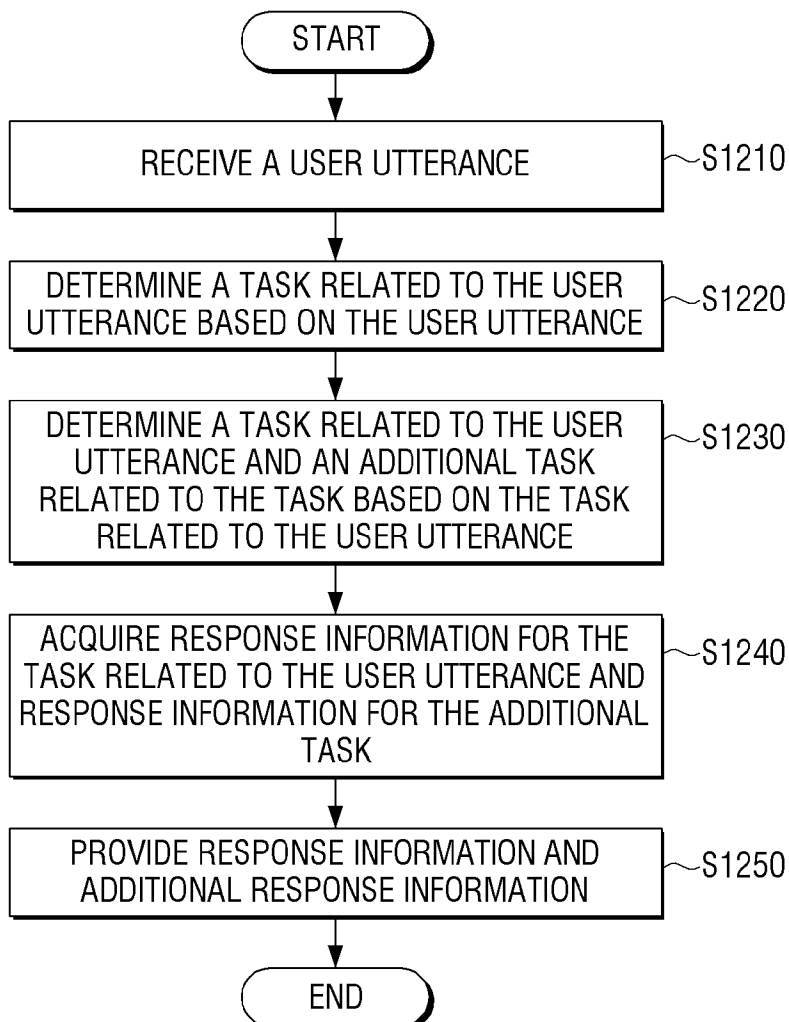 START
RECEIVE A USER UTTERANCE
S1210
DETERMINE A TASK RELATED TO THE USER
UTTERANCE BASED ON THE USER UTTERANCE
S1220
DETERMINE A TASK RELATED TO THE USER
UTTERANCE AND AN ADDITIONAL TASK
RELATED TO THE TASK BASED ON THE TASK
RELATED TO THE USER UTTERANCE
S1230
ACQUIRE RESPONSE INFORMATION FOR THE
TASK RELATED TO THE USER UTTERANCE AND
RESPONSE INFORMATION FOR THE ADDITIONAL
TASK
S1240
PROVIDE RESPONSE INFORMATION AND
ADDITIONAL RESPONSE INFORMATION
S1250
END